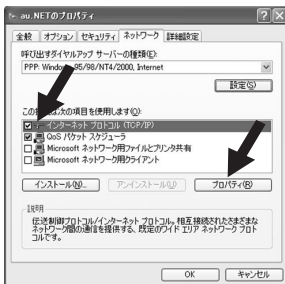 au.NETのプロパティ
全般 オプション セキュリティ ネットワーク 詳細設定
呼び出すダイヤルアップ サーバーの種類(E):
PPP: Windows 95/98/NT4/2000, Internet
設定(S)
この接続は次の項目を使用します(O):
インターネット プロトコル (TCP/IP)
QoS パケット スケジューラ
Microsoft ネットワーク用ファイルとプリンタ共有
Microsoft ネットワーク用クライアント
インストール(N)... アンインストール(U) プロパティ(R)
説明
伝送制御プロトコル/インターネット プロトコル。相互接続されたさまざまな
ネットワーク間の通信を提供する、既定のワイド エリア ネットワーク プロト
コルです。
OK キャンセル